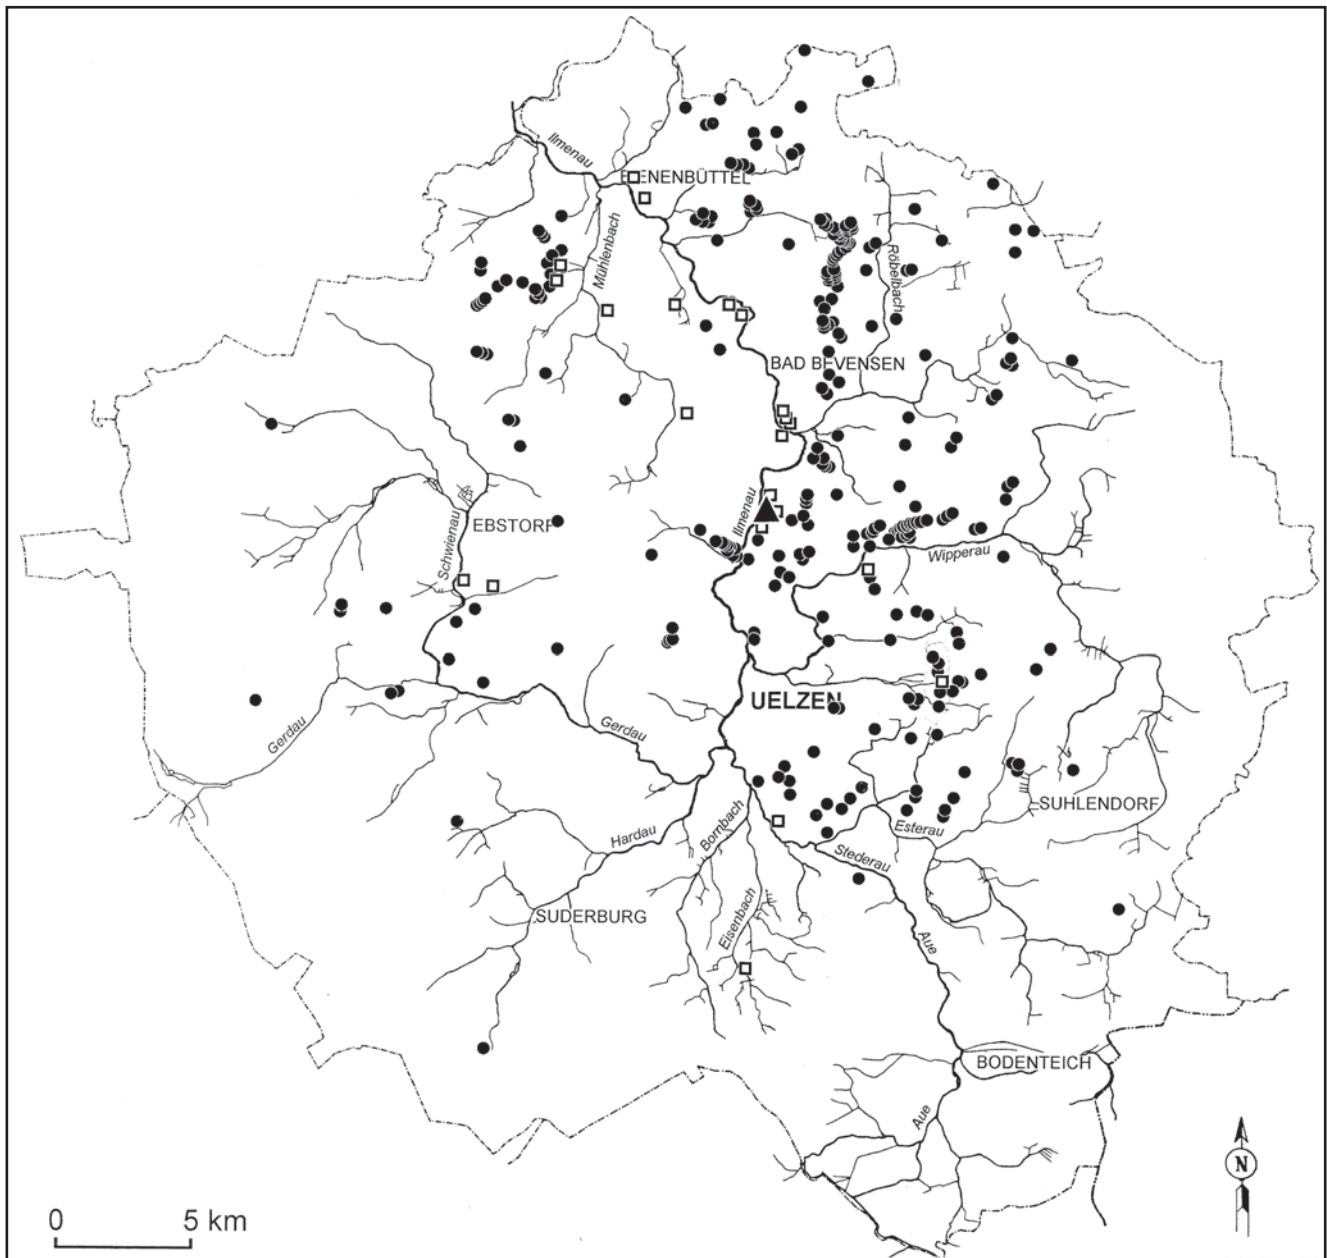 Ilmenau
BIENENBÜTTEL
Mühlenbach
Röbelbach
BAD BEVENSEN
Ilmenau
EBSTORF
Schwienau
Wipperau
UELZEN
Gerdau
Gerdau
SUHLENDORF
Bornbach
Hardau
Esterau
Stederau
SUDERBURG
Eisenbach
Aue
BODENTEICH
Aue
N
0 5 km